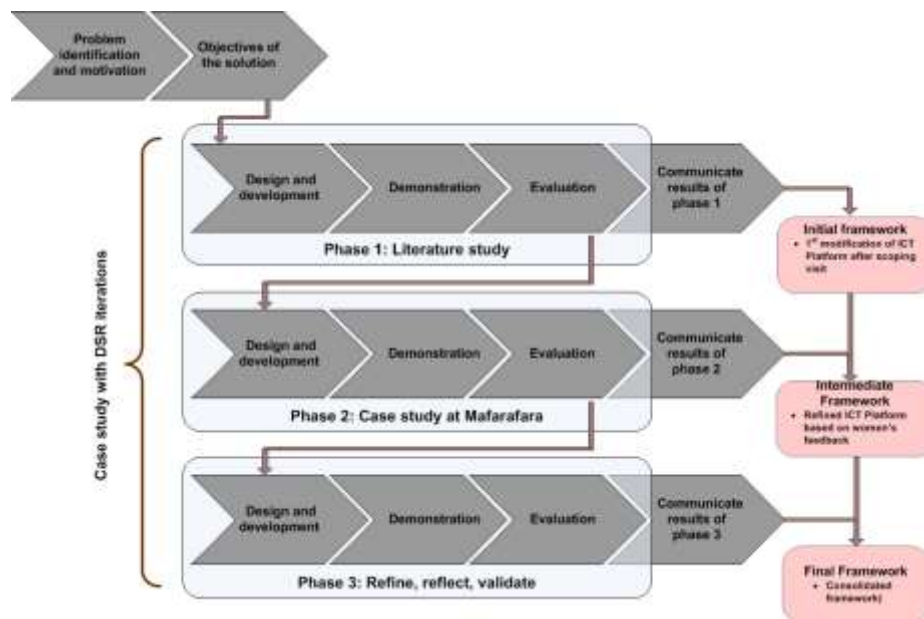 Problem
identification
and motivation
Objectives of
the solution
Case study with DSR iterations
Design and
development
Demonstration
Evaluation
Communicate
results of
phase 1
Phase 1: Literature study
Initial framework
• 1st modification of ICT
Platform after scoping
visit
Design and
development
Demonstration
Evaluation
Communicate
results of
phase 2
Phase 2: Case study at Mafarafara
Intermediate
Framework
• Refined ICT Platform
based on women's
feedback
Design and
development
Demonstration
Evaluation
Communicate
results of
phase 3
Phase 3: Refine, reflect, validate
Final Framework
• Consolidated
framework)